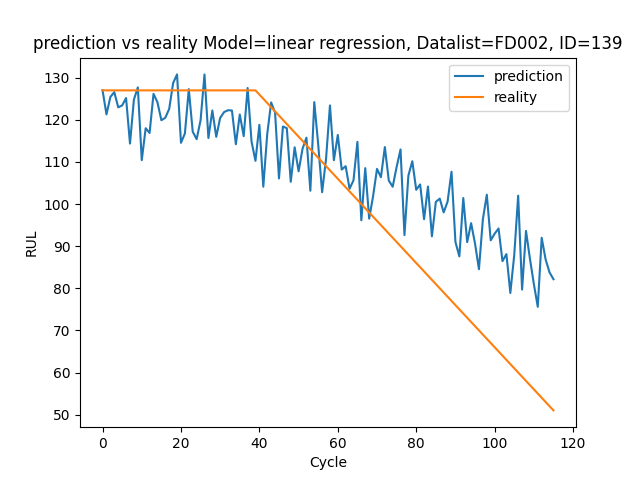 prediction vs reality Model=linear regression, Datalist=FD002, ID=139
prediction
reality
130
120
110
100
90
80
70
60
50
RUL
0 20 40 60 80 100 120
Cycle